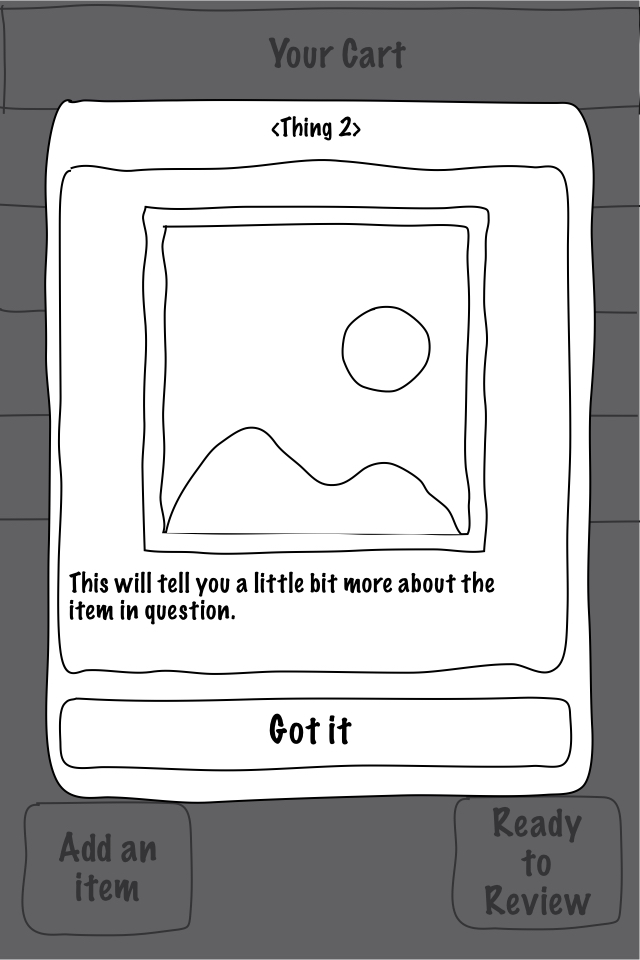 Your Cart
<Thing 2>
This will tell you a little bit more about the
item in question.
Got it
Add an
item
Ready
to
Review